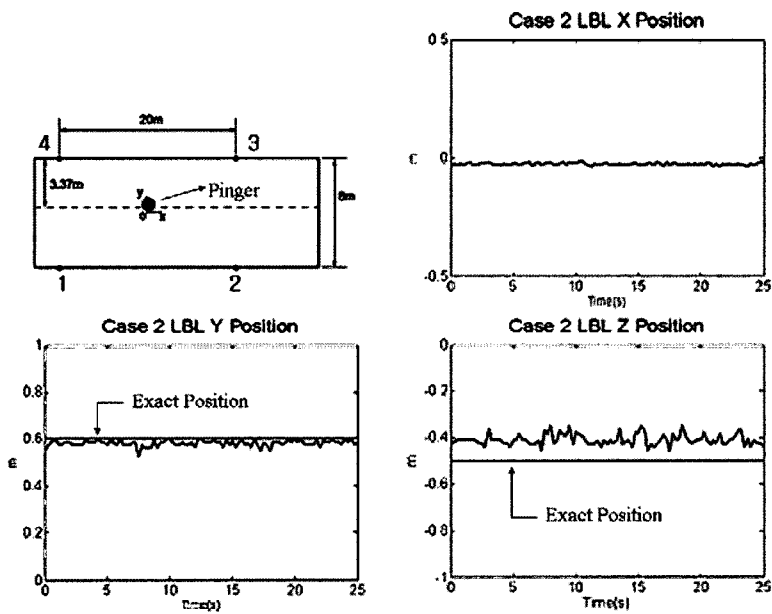 Case 2 LBL X Position
20m
4
3
3.37m
y
Pinger
8m
o
x
1
2
0.5
0
-0.5
0
5
10
15
20
25
Time(s)
Case 2 LBL Y Position
1
0.8
0.6
0.4
0.2
0
m
Exact Position
0
5
10
15
20
25
Time(s)
Case 2 LBL Z Position
0
-0.2
-0.4
-0.6
-0.8
-1
m
Exact Position
0
5
10
15
20
25
Time(s)